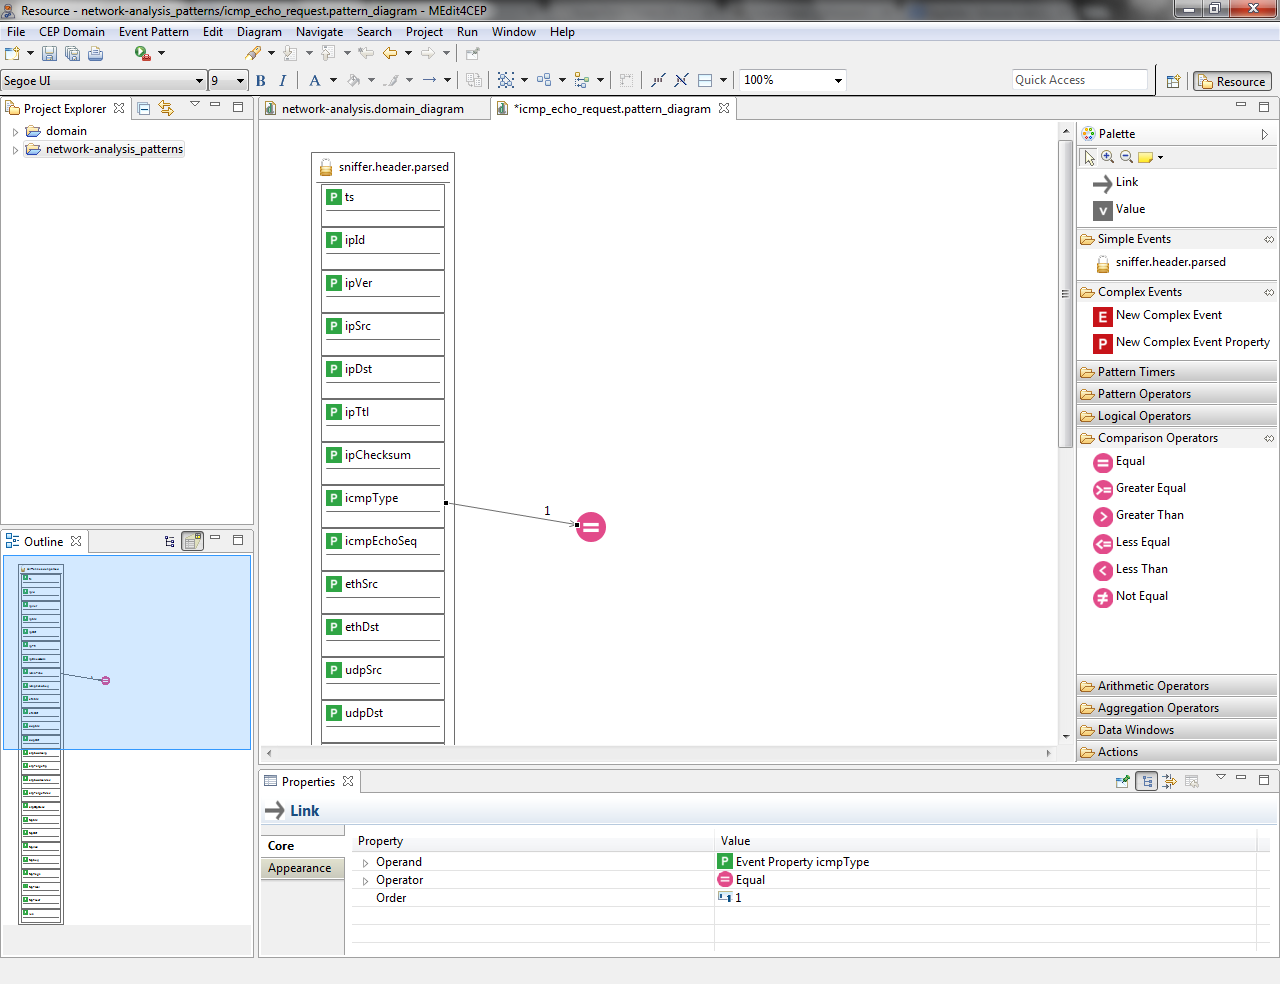 Resource - network-analysis_patterns/icmp_echo_request.pattern_diagram - MEdit4CEP
File CEP Domain Event Pattern Edit Diagram Navigate Search Project Run Window Help
Segoe UI 9 B I A 100% Quick Access Resource
Project Explorer
domain
network-analysis_patterns
Outline
network-analysis.domain_diagram *icmp_echo_request.pattern_diagram
sniffer.header.parsed
P ts
P ipId
P ipVer
P ipSrc
P ipDst
P ipTtl
P ipChecksum
P icmpType
1
P icmpEchoSeq
P ethSrc
P ethDst
P udpSrc
P udpDst
Palette
Link
V Value
Simple Events
sniffer.header.parsed
Complex Events
E New Complex Event
P New Complex Event Property
Pattern Timers
Pattern Operators
Logical Operators
Comparison Operators
= Equal
>= Greater Equal
> Greater Than
<= Less Equal
< Less Than
≠ Not Equal
Arithmetic Operators
Aggregation Operators
Data Windows
Actions
Properties
Link
Core
Appearance
Property Value
Operand P Event Property icmpType
Operator = Equal
Order 1